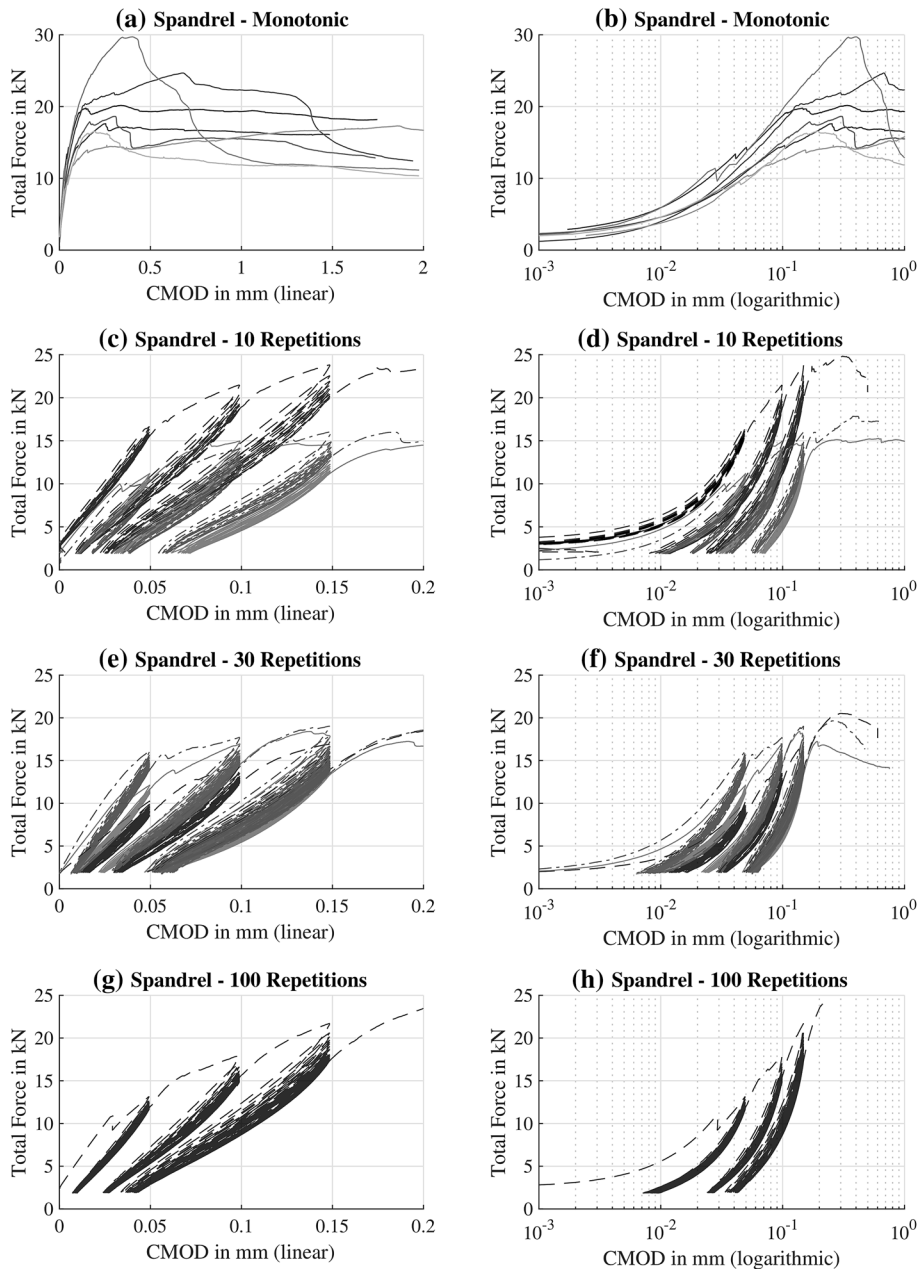 (a) Spandrel - Monotonic
30
20
10
0
Total Force in kN
0 0.5 1 1.5 2
CMOD in mm (linear)
(b) Spandrel - Monotonic
30
20
10
0
Total Force in kN
10^-3 10^-2 10^-1 10^0
CMOD in mm (logarithmic)
(c) Spandrel - 10 Repetitions
25
20
15
10
5
0
Total Force in kN
0 0.05 0.1 0.15 0.2
CMOD in mm (linear)
(d) Spandrel - 10 Repetitions
25
20
15
10
5
0
Total Force in kN
10^-3 10^-2 10^-1 10^0
CMOD in mm (logarithmic)
(e) Spandrel - 30 Repetitions
25
20
15
10
5
0
Total Force in kN
0 0.05 0.1 0.15 0.2
CMOD in mm (linear)
(f) Spandrel - 30 Repetitions
25
20
15
10
5
0
Total Force in kN
10^-3 10^-2 10^-1 10^0
CMOD in mm (logarithmic)
(g) Spandrel - 100 Repetitions
25
20
15
10
5
0
Total Force in kN
0 0.05 0.1 0.15 0.2
CMOD in mm (linear)
(h) Spandrel - 100 Repetitions
25
20
15
10
5
0
Total Force in kN
10^-3 10^-2 10^-1 10^0
CMOD in mm (logarithmic)